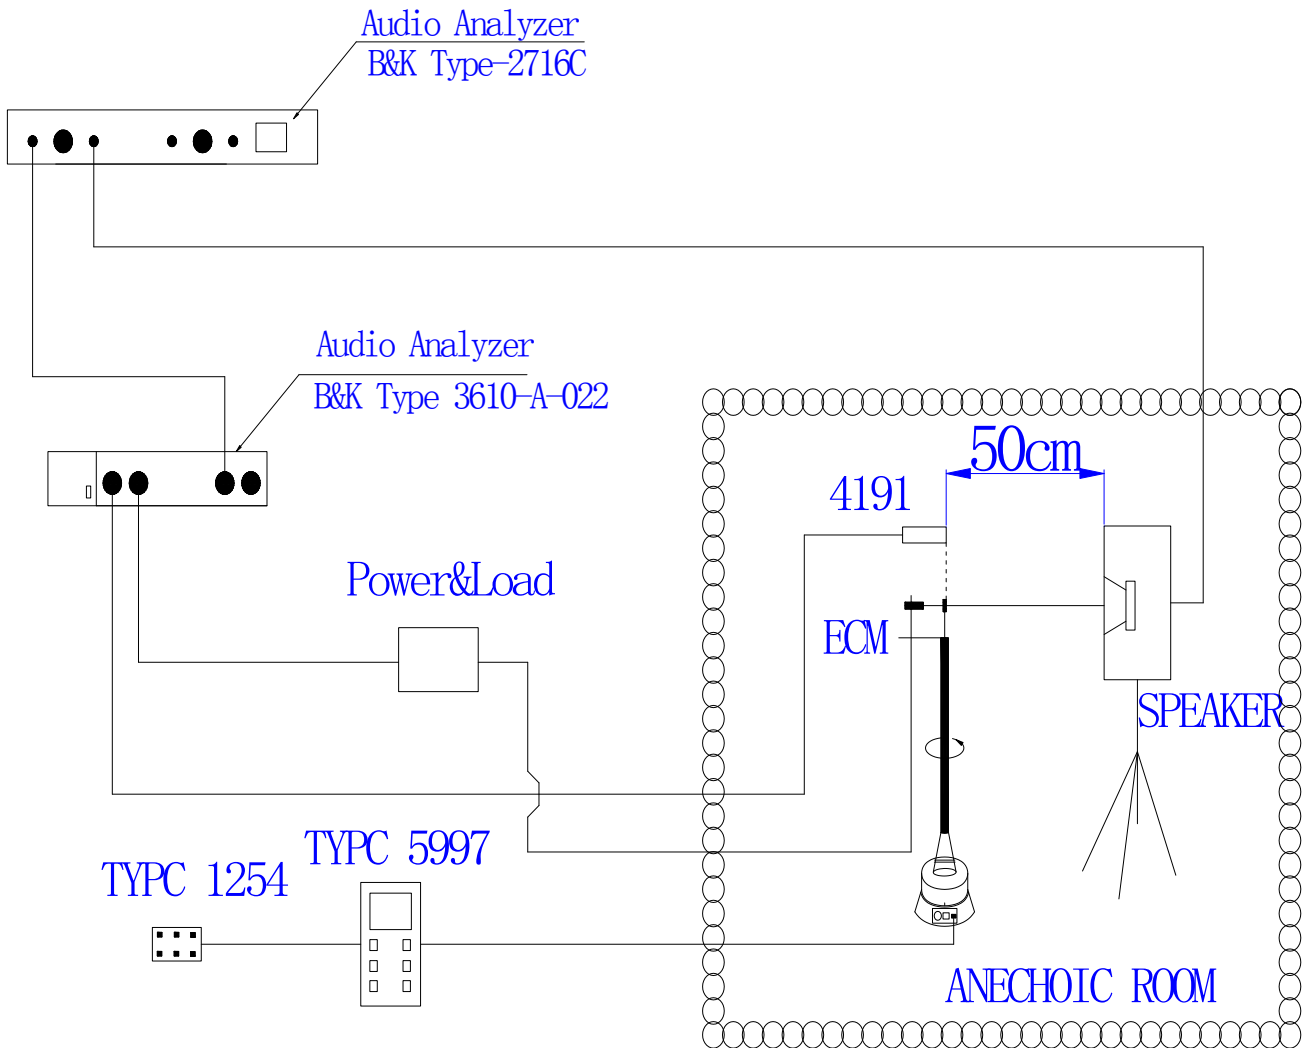 Audio Analyzer
B&K Type-2716C
Audio Analyzer
B&K Type 3610-A-022
50cm
4191
Power&Load
ECM
SPEAKER
TYPC 5997
TYPC 1254
ANECHOIC ROOM